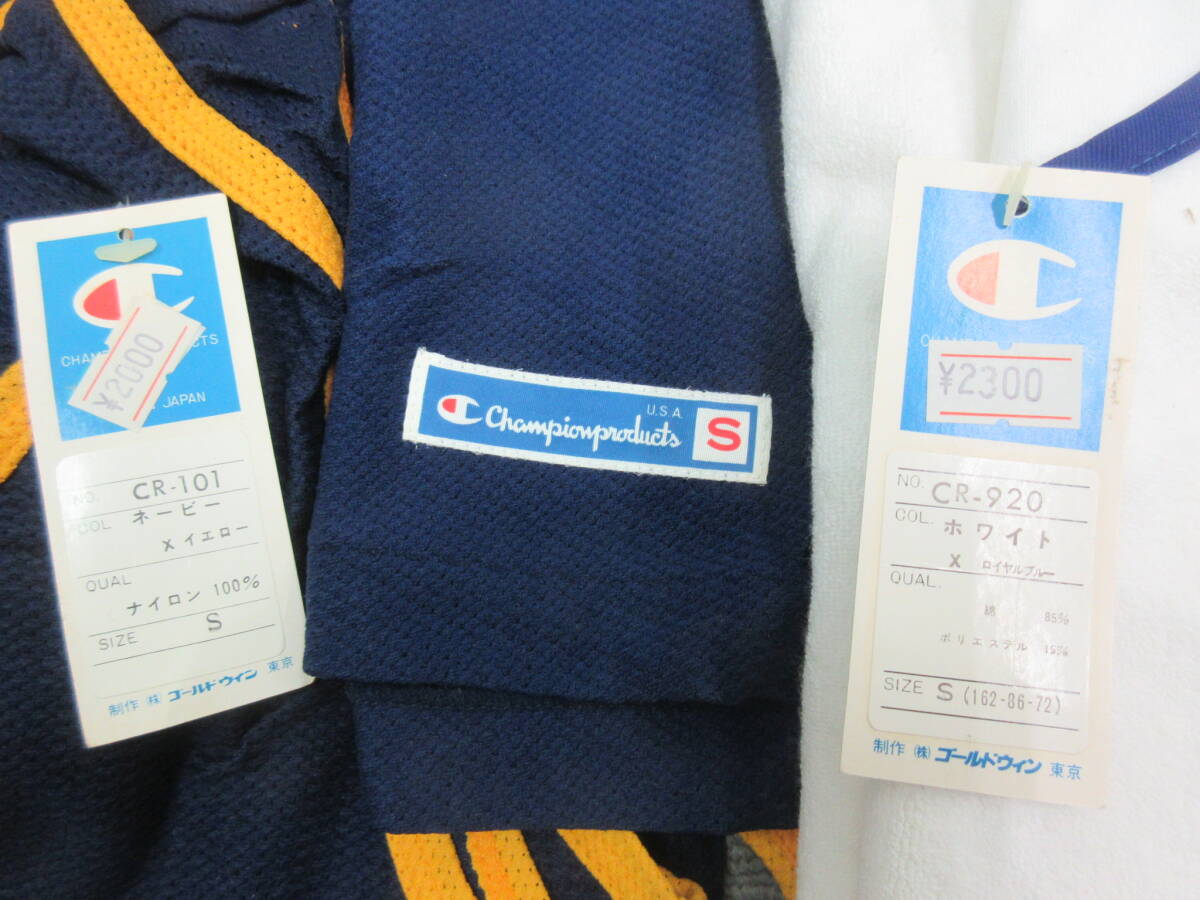 CHAMP CTS
JAPAN
¥2000
NO. CR-101
COL. ネービー
X イエロー
QUAL
ナイロン 100%
SIZE S
制作 (株) ゴールドウィン 東京
U.S.A.
Championproducts S
¥2300
NO. CR-920
COL. ホワイト
X ロイヤルブルー
QUAL.
綿 85%
ポリエステル 15%
SIZE S (162-86-72)
制作 (株) ゴールドウィン 東京